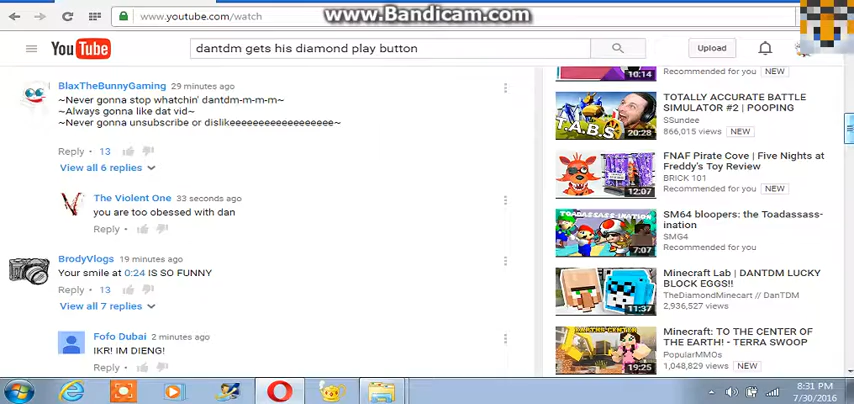 www.Bandicam.com
www.youtube.com/watch
YouTube
dantdm gets his diamond play button
Upload
BlaxTheBunnyGaming 29 minutes ago
~Never gonna stop whatchin' dantdm-m-m-m~
~Always gonna like dat vid~
~Never gonna unsubscribe or dislikeeeeeeeeeeeeeeeeeee~
Reply · 13
View all 6 replies
The Violent One 33 seconds ago
you are too obessed with dan
Reply ·
BrodyVlogs 19 minutes ago
Your smile at 0:24 IS SO FUNNY
Reply · 13
View all 7 replies
Fofo Dubai 2 minutes ago
IKR! IM DIENG!
Reply ·
10:14
Recommended for you NEW
T.A.B.S
20:28
TOTALLY ACCURATE BATTLE
SIMULATOR #2 | POOPING
SSundee
866,015 views NEW
12:07
FNAF Pirate Cove | Five Nights at
Freddy's Toy Review
BRICK 101
Recommended for you NEW
TOADASSASS-INATION
7:07
SM64 bloopers: the Toadassass-
ination
SMG4
Recommended for you
11:37
Minecraft Lab | DANTDM LUCKY
BLOCK EGGS!!
TheDiamondMinecart // DanTDM
2,936,527 views
19:25
Minecraft: TO THE CENTER OF
THE EARTH! - TERRA SWOOP
PopularMMOs
1,048,829 views NEW
8:31 PM
7/30/2016